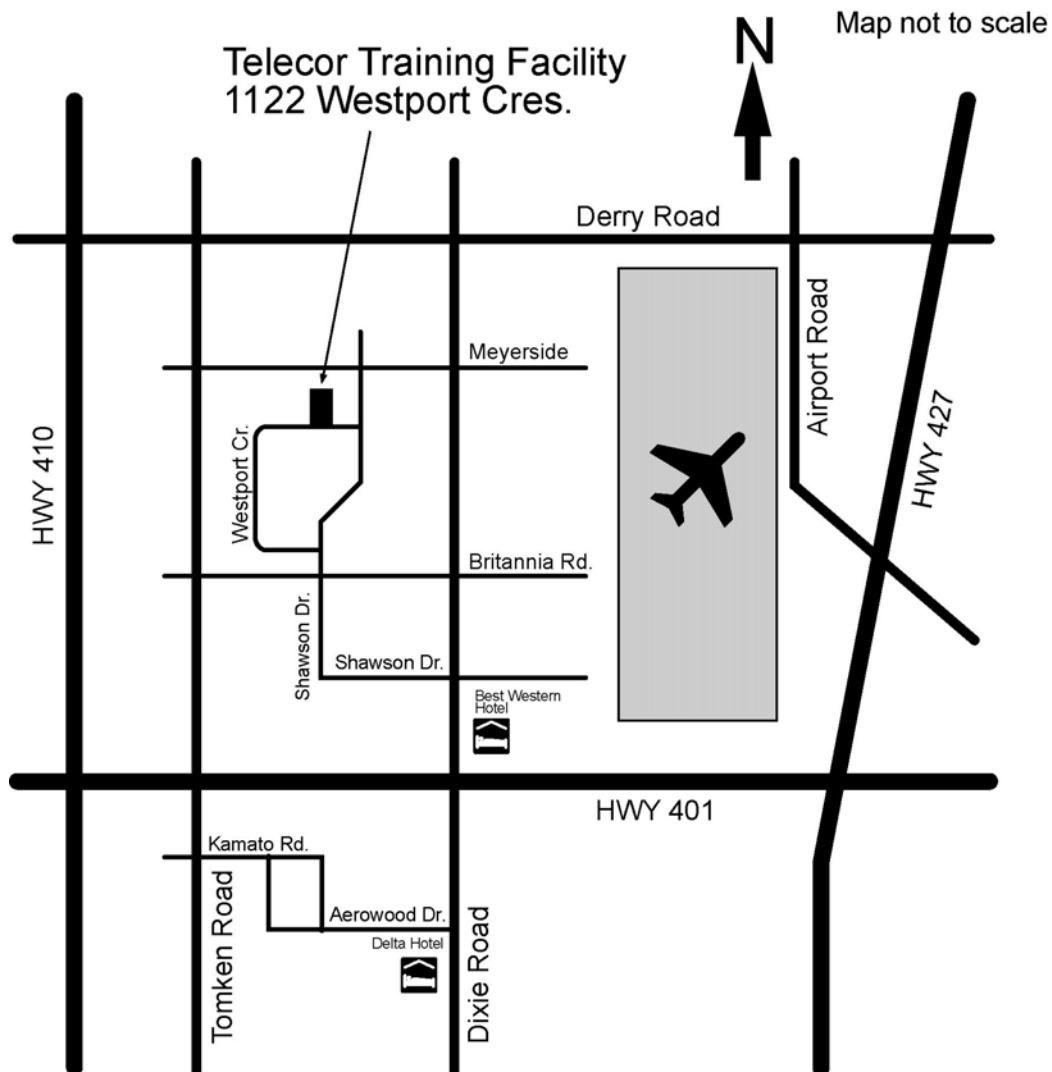 Map not to scale
N
Telecor Training Facility
1122 Westport Cres.
Derry Road
Airport Road
Meyerside
HWY 427
HWY 410
Westport Cr.
Britannia Rd.
Shawson Dr.
Shawson Dr.
Best Western
Hotel
HWY 401
Kamato Rd.
Tomken Road
Aerowood Dr.
Dixie Road
Delta Hotel